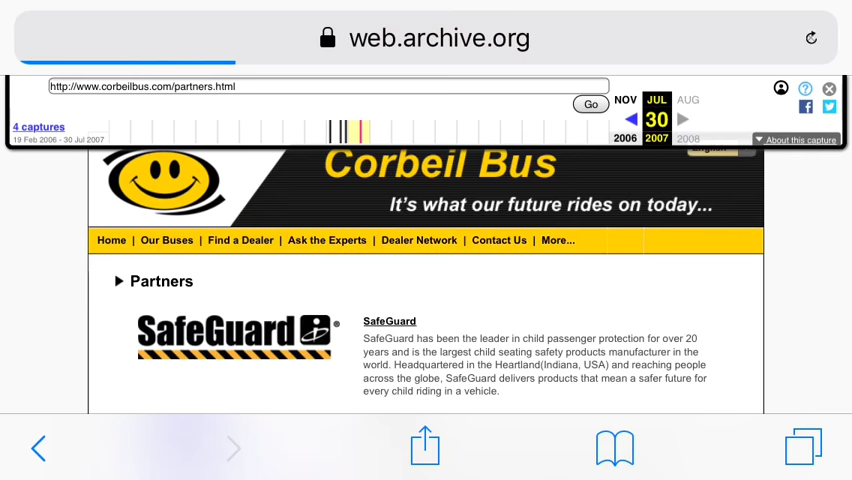 web.archive.org
http://www.corbeilbus.com/partners.html
Go
NOV JUL AUG
30
2006 2007 2008
4 captures
19 Feb 2006 - 30 Jul 2007
▼ About this capture
Corbeil Bus
It's what our future rides on today...
Home | Our Buses | Find a Dealer | Ask the Experts | Dealer Network | Contact Us | More...
Partners
SafeGuard®
SafeGuard
SafeGuard has been the leader in child passenger protection for over 20
years and is the largest child seating safety products manufacturer in the
world. Headquartered in the Heartland(Indiana, USA) and reaching people
across the globe, SafeGuard delivers products that mean a safer future for
every child riding in a vehicle.